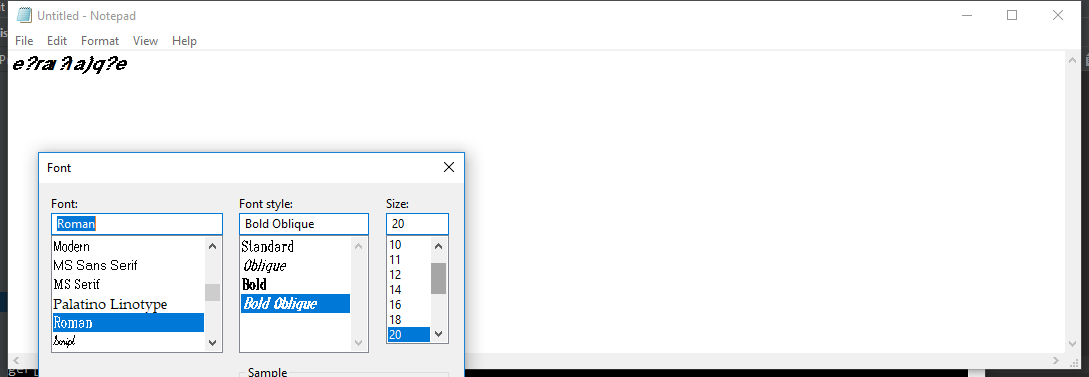 Untitled - Notepad
File Edit Format View Help
Font
Font: Font style: Size:
Roman Bold Oblique 20
Modern Standard 10
MS Sans Serif Oblique 11
MS Serif Bold 12
Palatino Linotype Bold Oblique 14
Roman 16
Script 18
20
Sample